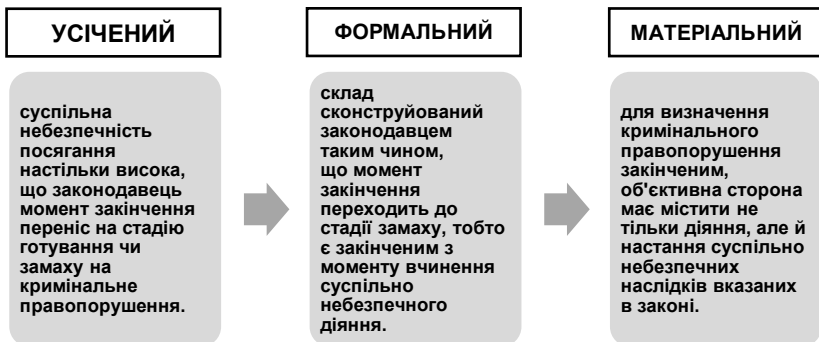 УСІЧЕНИЙ
суспільна
небезпечність
посягання
настільки висока,
що законодавець
момент закінчення
переніс на стадію
готування чи
замаху на
кримінальне
правопорушення.
ФОРМАЛЬНИЙ
склад
сконструйований
законодавцем
таким чином,
що момент
закінчення
переходить до
стадії замаху, тобто
є закінченим з
моменту вчинення
суспільно
небезпечного
діяння.
МАТЕРІАЛЬНИЙ
для визначення
кримінального
правопорушення
закінченим,
об'єктивна сторона
має містити не
тільки діяння, але й
настання суспільно
небезпечних
наслідків вказаних
в законі.